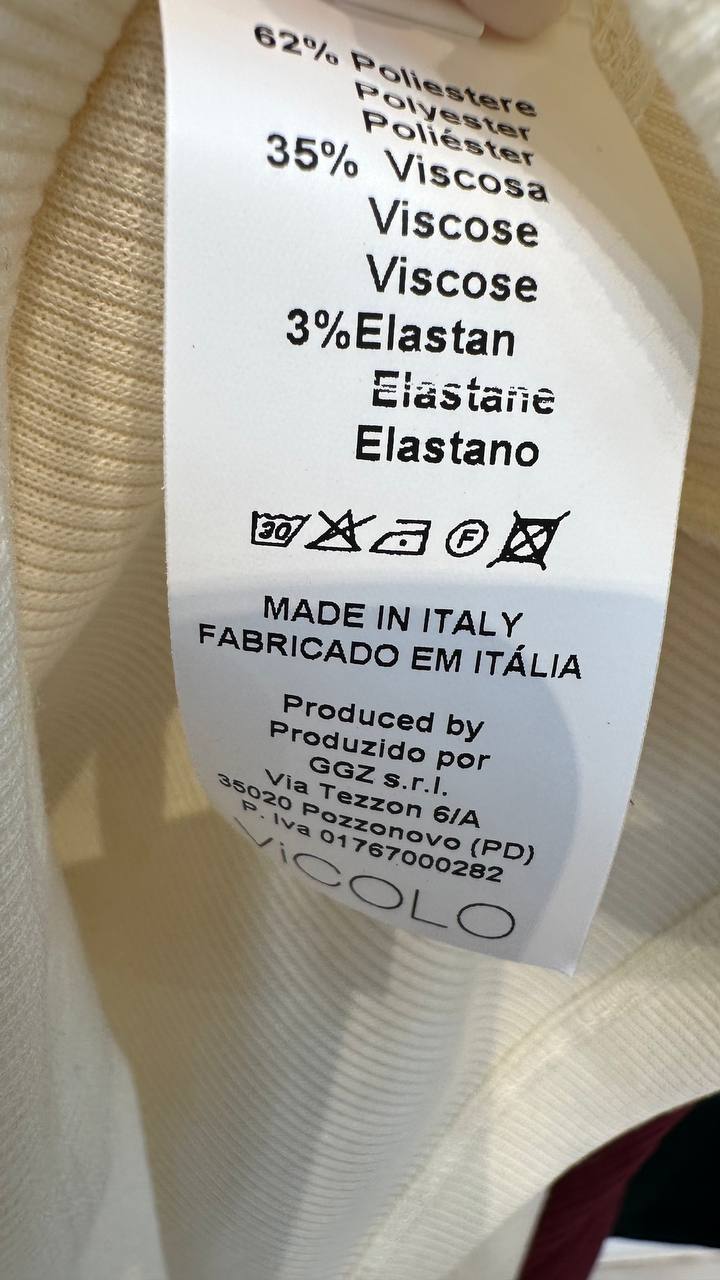 62% Poliestere
Polyester
Poliéster
35% Viscosa
Viscose
Viscose
3%Elastan
Elastane
Elastano
30 F
MADE IN ITALY
FABRICADO EM ITÁLIA
Produced by
Produzido por
GGZ s.r.l.
Via Tezzon 6/A
35020 Pozzonovo (PD)
P. Iva 01767000282
ViCOLO